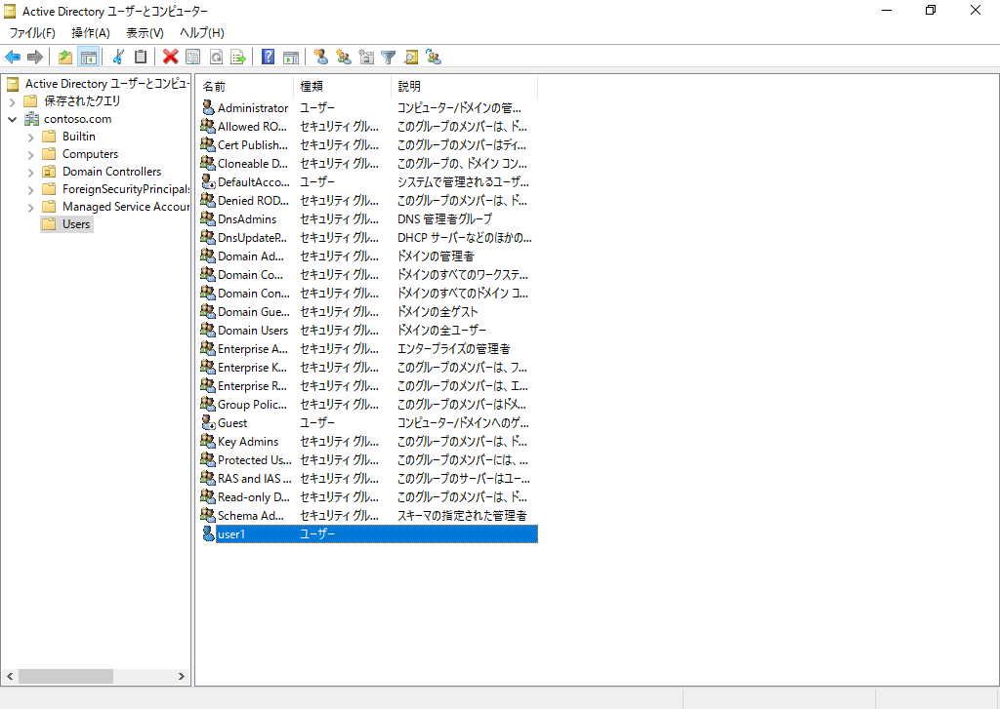 Active Directory ユーザーとコンピューター
ファイル(F) 操作(A) 表示(V) ヘルプ(H)
Active Directory ユーザーとコンピュー
保存されたクエリ
contoso.com
Builtin
Computers
Domain Controllers
ForeignSecurityPrincipals
Managed Service Accour
Users
名前 種類 説明
Administrator ユーザー コンピューター/ドメインの管...
Allowed RO... セキュリティ グル... このグループのメンバーは、ド...
Cert Publish... セキュリティ グル... このグループのメンバーはディ...
Cloneable D... セキュリティ グル... このグループの、ドメイン コン...
DefaultAcco... ユーザー システムで管理されるユーザ...
Denied ROD... セキュリティ グル... このグループのメンバーは、ド...
DnsAdmins セキュリティ グル... DNS 管理者グループ
DnsUpdateP... セキュリティ グル... DHCP サーバーなどのほかの...
Domain Ad... セキュリティ グル... ドメインの管理者
Domain Co... セキュリティ グル... ドメインのすべてのワークステ...
Domain Con... セキュリティ グル... ドメインのすべてのドメイン コ...
Domain Gue... セキュリティ グル... ドメインの全ゲスト
Domain Users セキュリティ グル... ドメインの全ユーザー
Enterprise A... セキュリティ グル... エンタープライズの管理者
Enterprise K... セキュリティ グル... このグループのメンバーは、フ...
Enterprise R... セキュリティ グル... このグループのメンバーは、エ...
Group Polic... セキュリティ グル... このグループのメンバーはドメ...
Guest ユーザー コンピューター/ドメインへのゲ...
Key Admins セキュリティ グル... このグループのメンバーは、ド...
Protected Us... セキュリティ グル... このグループのメンバーには、...
RAS and IAS ... セキュリティ グル... このグループのサーバーはユー...
Read-only D... セキュリティ グル... このグループのメンバーは、ド...
Schema Ad... セキュリティ グル... スキーマの指定された管理者
user1 ユーザー